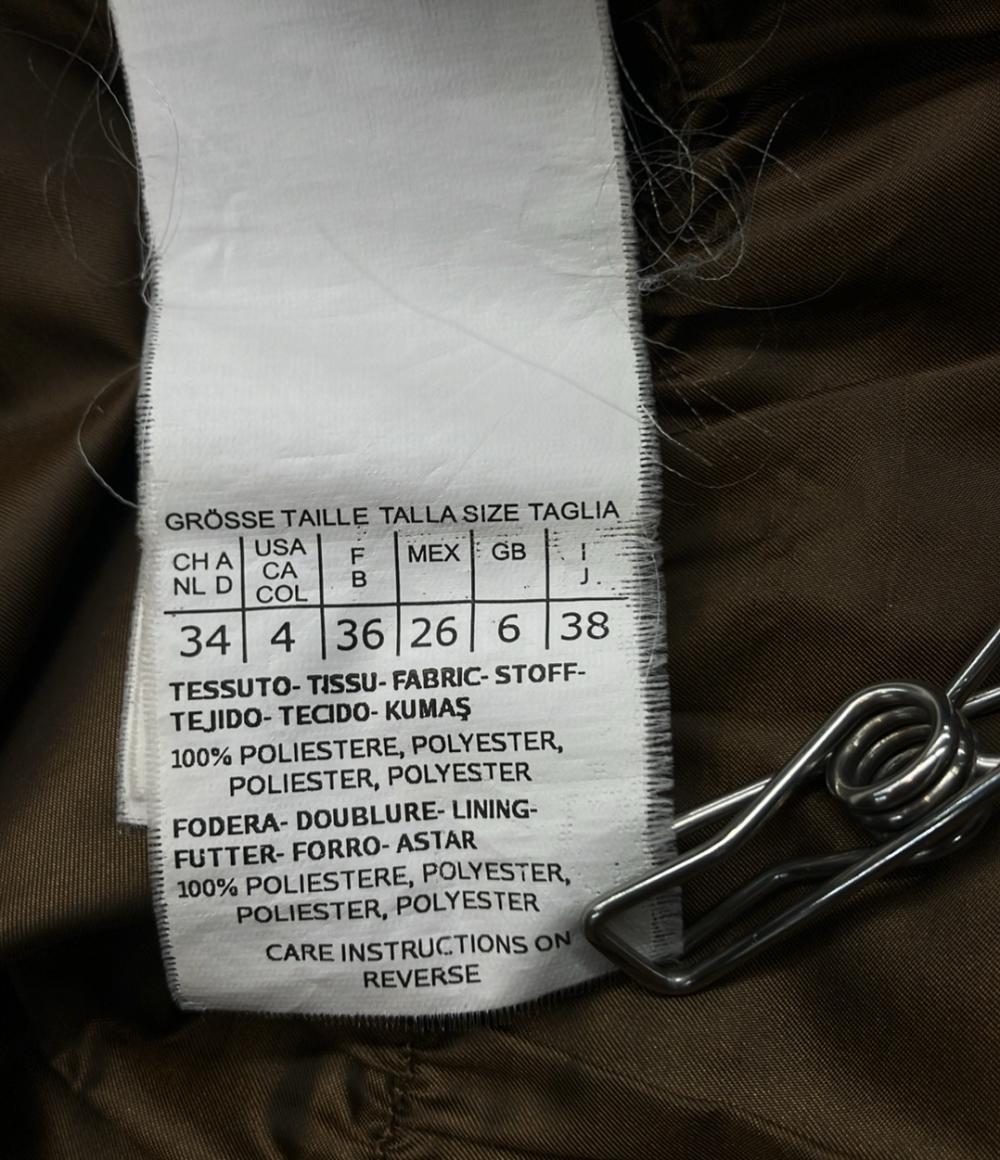 GRÖSSE TAILLE TALLA SIZE TAGLIA
CH A USA F MEX GB I
NL D CA B J
COL
34 4 36 26 6 38
TESSUTO- TISSU- FABRIC- STOFF-
TEJIDO- TECIDO- KUMAŞ
100% POLIESTERE, POLYESTER,
POLIESTER, POLYESTER
FODERA- DOUBLURE- LINING-
FUTTER- FORRO- ASTAR
100% POLIESTERE, POLYESTER,
POLIESTER, POLYESTER
CARE INSTRUCTIONS ON
REVERSE